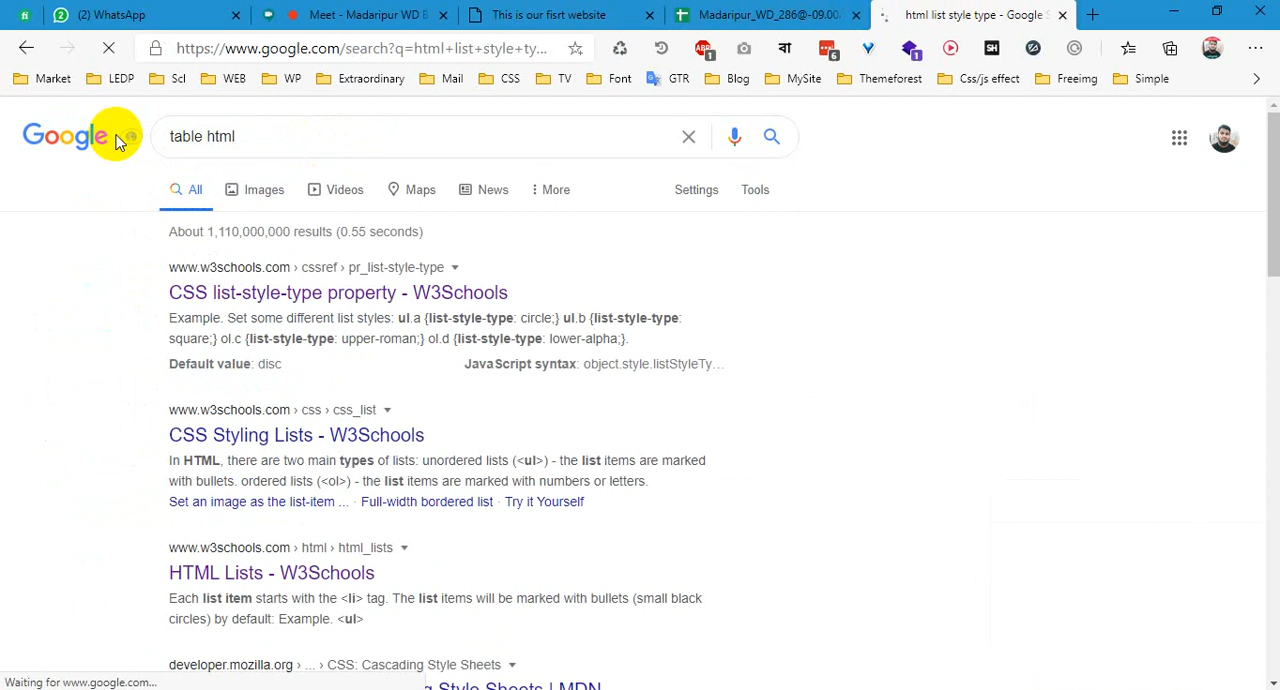 (2) WhatsApp
Meet - Madaripur WD B
This is our fisrt website
Madaripur_WD_286@-09.00
html list style type - Google S
https://www.google.com/search?q=html+list+style+ty...
ABP
1
বা
6
1
SH
Market
LEDP
Scl
WEB
WP
Extraordinary
Mail
CSS
TV
Font
GTR
Blog
MySite
Themeforest
Css/js effect
Freeimg
Simple
Google
table html
All
Images
Videos
Maps
News
More
Settings
Tools
About 1,110,000,000 results (0.55 seconds)
www.w3schools.com › cssref › pr_list-style-type
CSS list-style-type property - W3Schools
Example. Set some different list styles: ul.a {list-style-type: circle;} ul.b {list-style-type:
square;} ol.c {list-style-type: upper-roman;} ol.d {list-style-type: lower-alpha;}.
Default value: disc
JavaScript syntax: object.style.listStyleTy...
www.w3schools.com › css › css_list
CSS Styling Lists - W3Schools
In HTML, there are two main types of lists: unordered lists (<ul>) - the list items are marked
with bullets. ordered lists (<ol>) - the list items are marked with numbers or letters.
Set an image as the list-item ... · Full-width bordered list · Try it Yourself
www.w3schools.com › html › html_lists
HTML Lists - W3Schools
Each list item starts with the <li> tag. The list items will be marked with bullets (small black
circles) by default: Example. <ul>
developer.mozilla.org › ... › CSS: Cascading Style Sheets
g Style Sheets | MDN
Waiting for www.google.com...